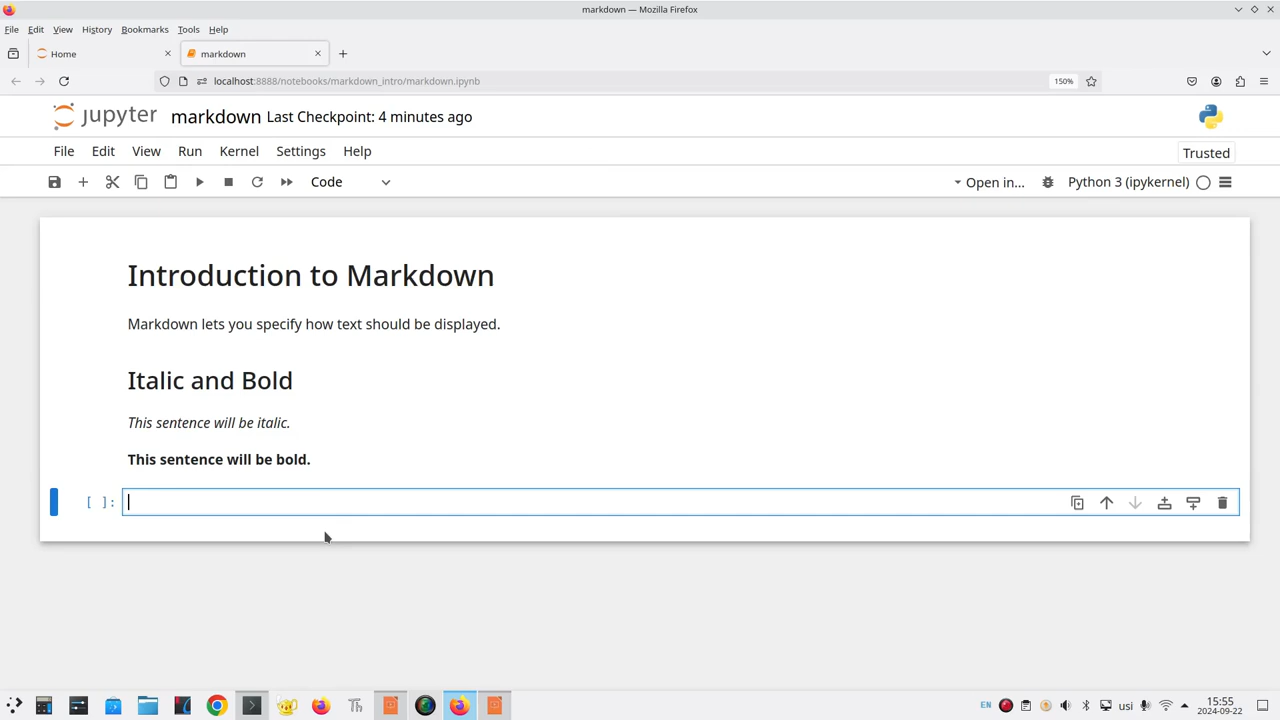 markdown — Mozilla Firefox
File Edit View History Bookmarks Tools Help
Home markdown
localhost:8888/notebooks/markdown_intro/markdown.ipynb 150%
jupyter markdown Last Checkpoint: 4 minutes ago
File Edit View Run Kernel Settings Help Trusted
Code Open in... Python 3 (ipykernel)
Introduction to Markdown
Markdown lets you specify how text should be displayed.
Italic and Bold
This sentence will be italic.
This sentence will be bold.
[ ]:
EN usi 15:55
2024-09-22